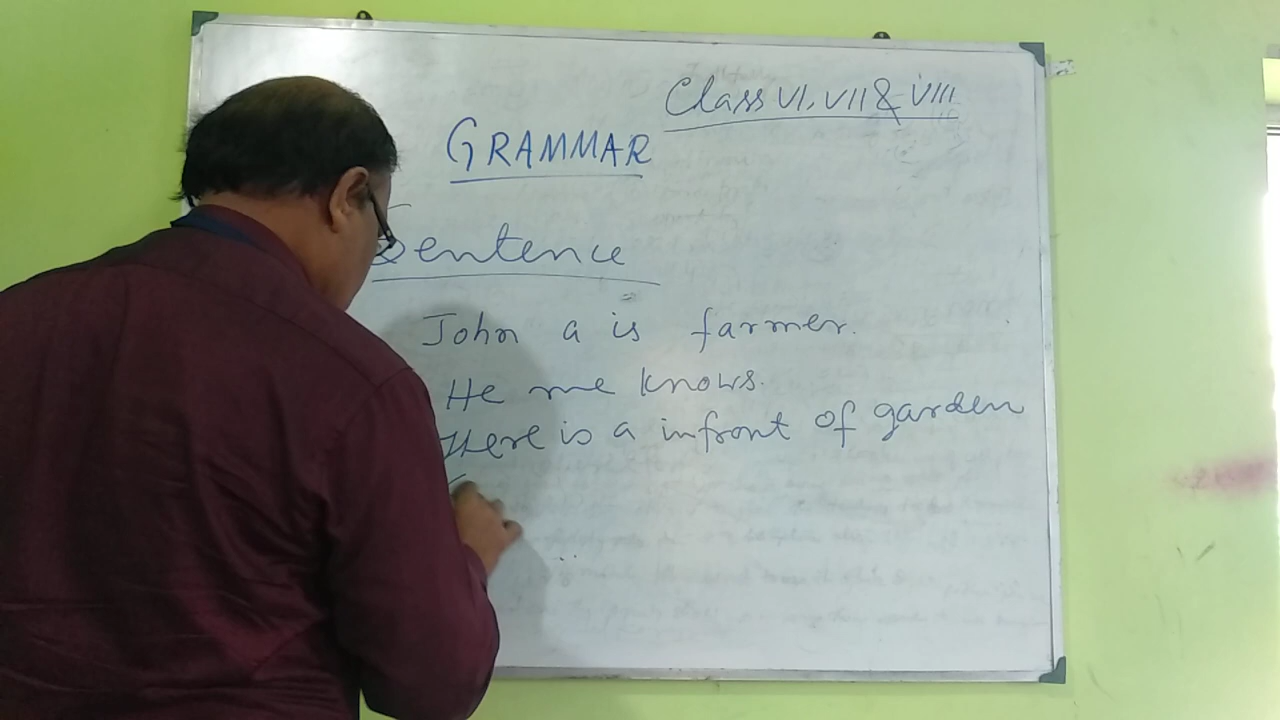 Class VI, VII & VIII
GRAMMAR
Sentence
John a is farmer.
He me knows.
There is a infront of garden